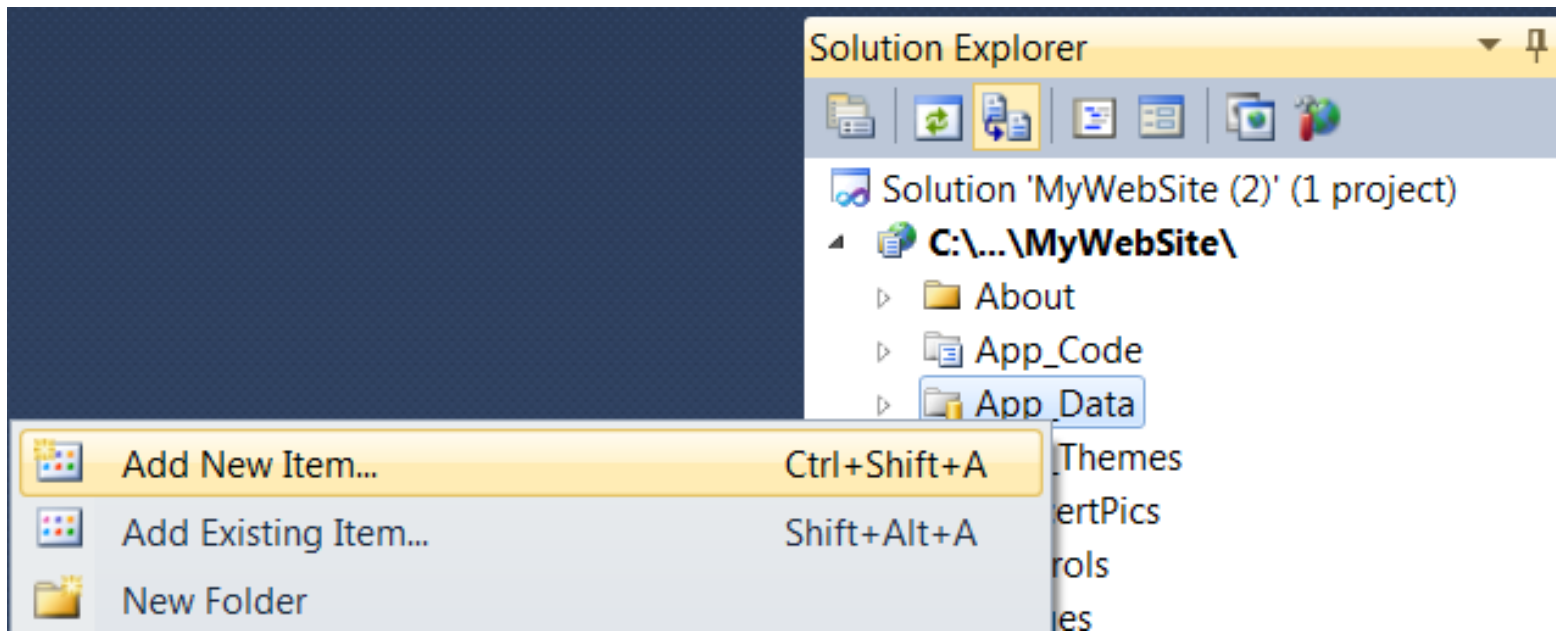 Solution Explorer
Solution 'MyWebSite (2)' (1 project)
C:\...\MyWebSite\
About
App_Code
App_Data
Add New Item... Ctrl+Shift+A
_Themes
Add Existing Item... Shift+Alt+A
ertPics
rols
New Folder
es